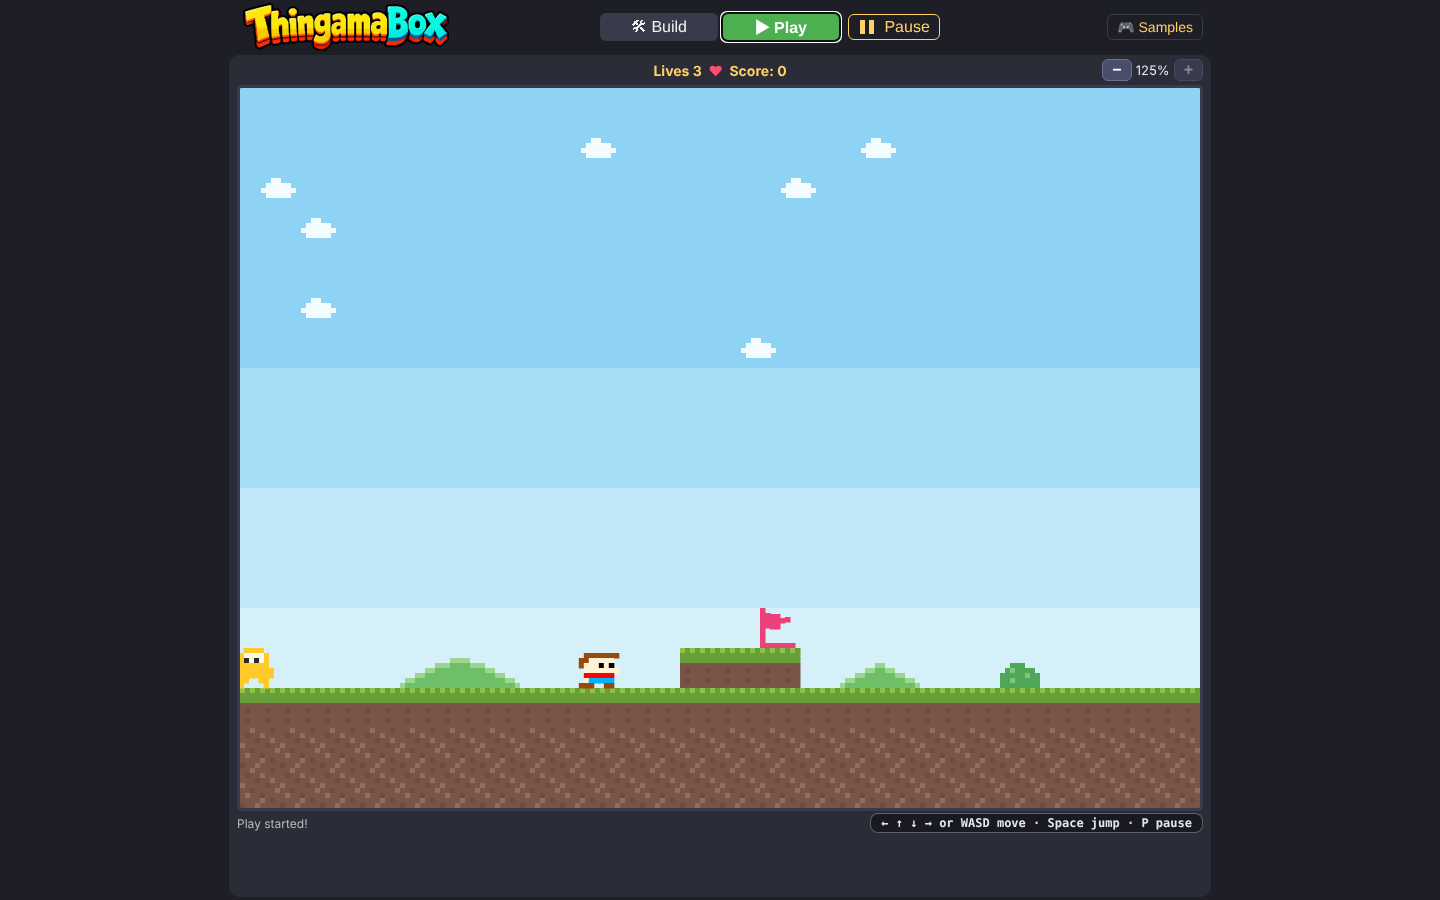 ThingamaBox
🛠 Build
▶ Play
Pause
🎮 Samples
Lives 3 ♥ Score: 0
− 125% +
Play started!
← ↑ ↓ → or WASD move · Space jump · P pause